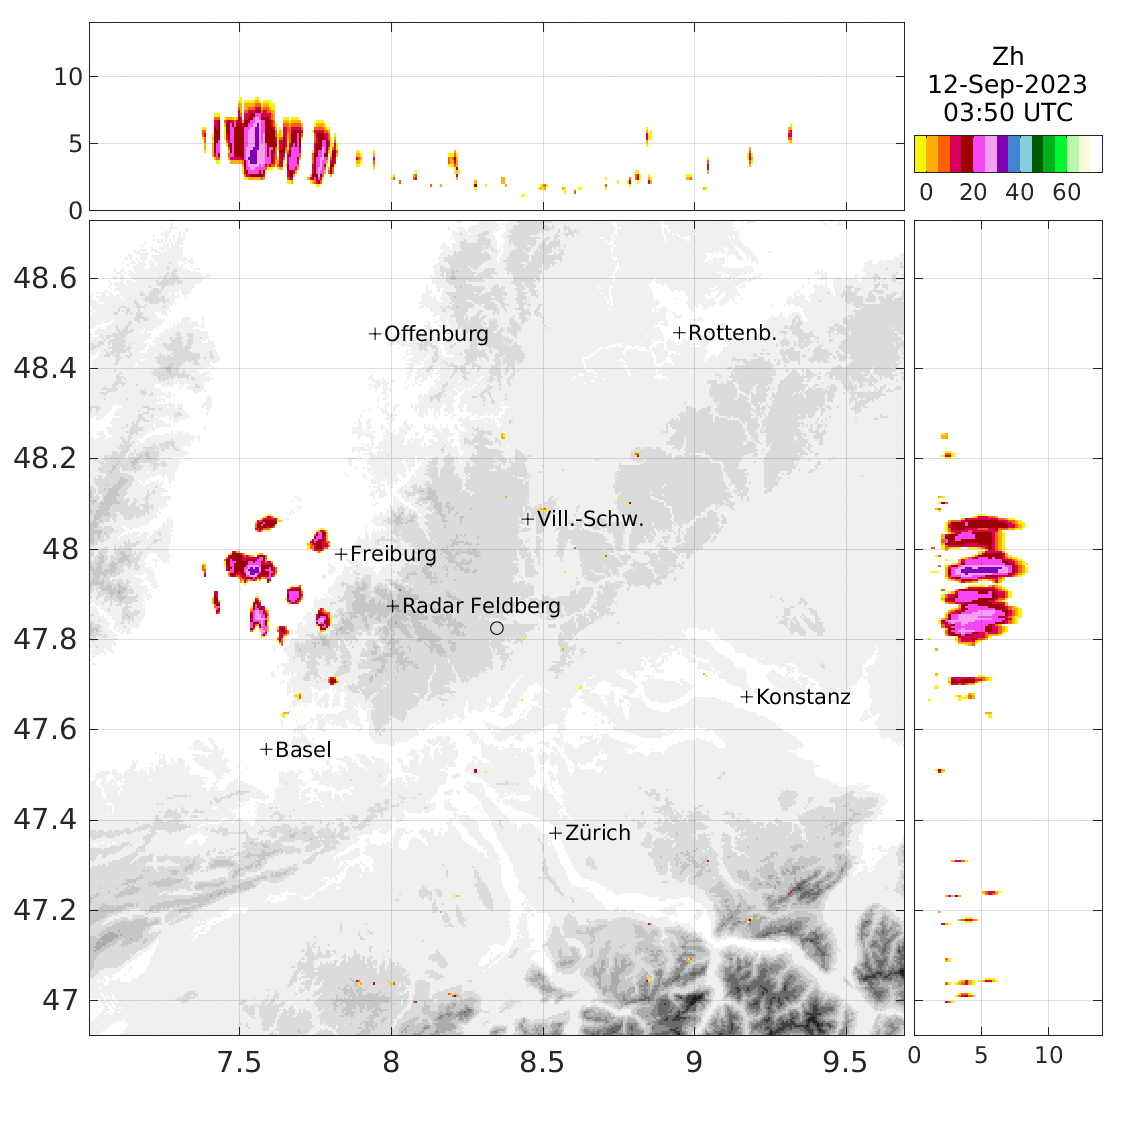 10
5
0
Zh
12-Sep-2023
03:50 UTC
0 20 40 60
48.6
48.4
48.2
48
47.8
47.6
47.4
47.2
47
Offenburg
Rottenb.
Vill.-Schw.
Freiburg
Radar Feldberg
Konstanz
Basel
Zürich
7.5 8 8.5 9 9.5
0 5 10